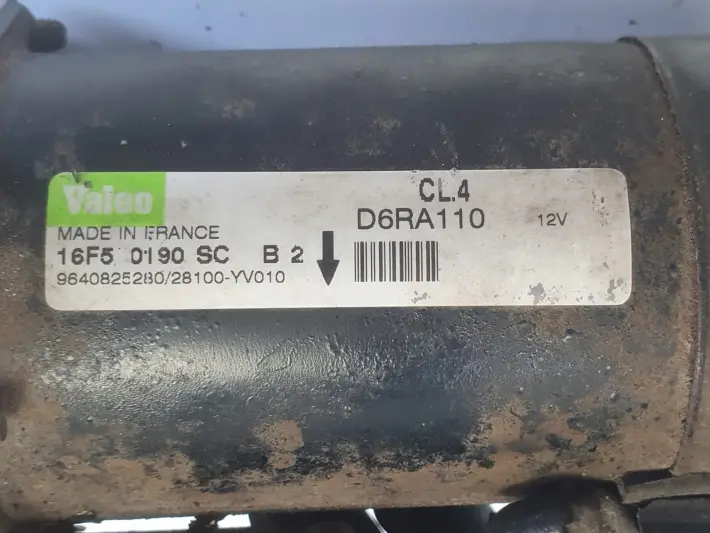 Valeo
MADE IN FRANCE
16F5 0190 SC B 2
9640825280/28100-YV010
CL.4
D6RA110 12V